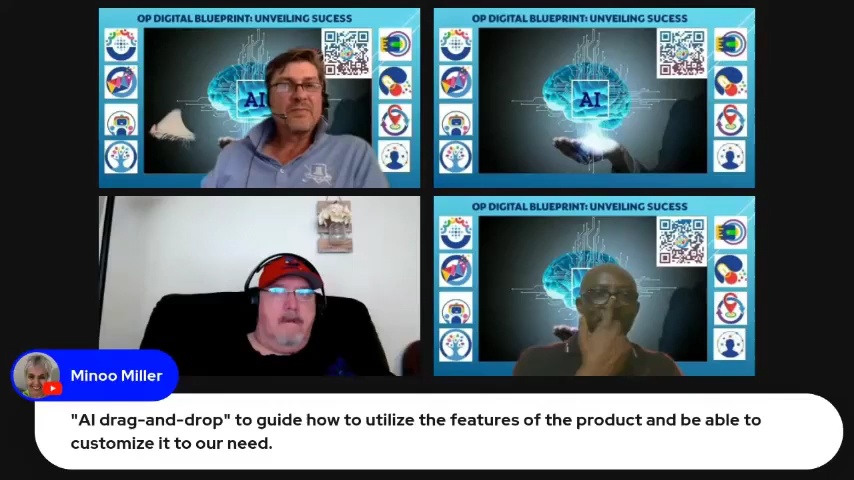 OP DIGITAL BLUEPRINT: UNVEILING SUCESS
OP DIGITAL BLUEPRINT: UNVEILING SUCESS
AI
AI
OP DIGITAL BLUEPRINT: UNVEILING SUCESS
Minoo Miller
"AI drag-and-drop" to guide how to utilize the features of the product and be able to
customize it to our need.